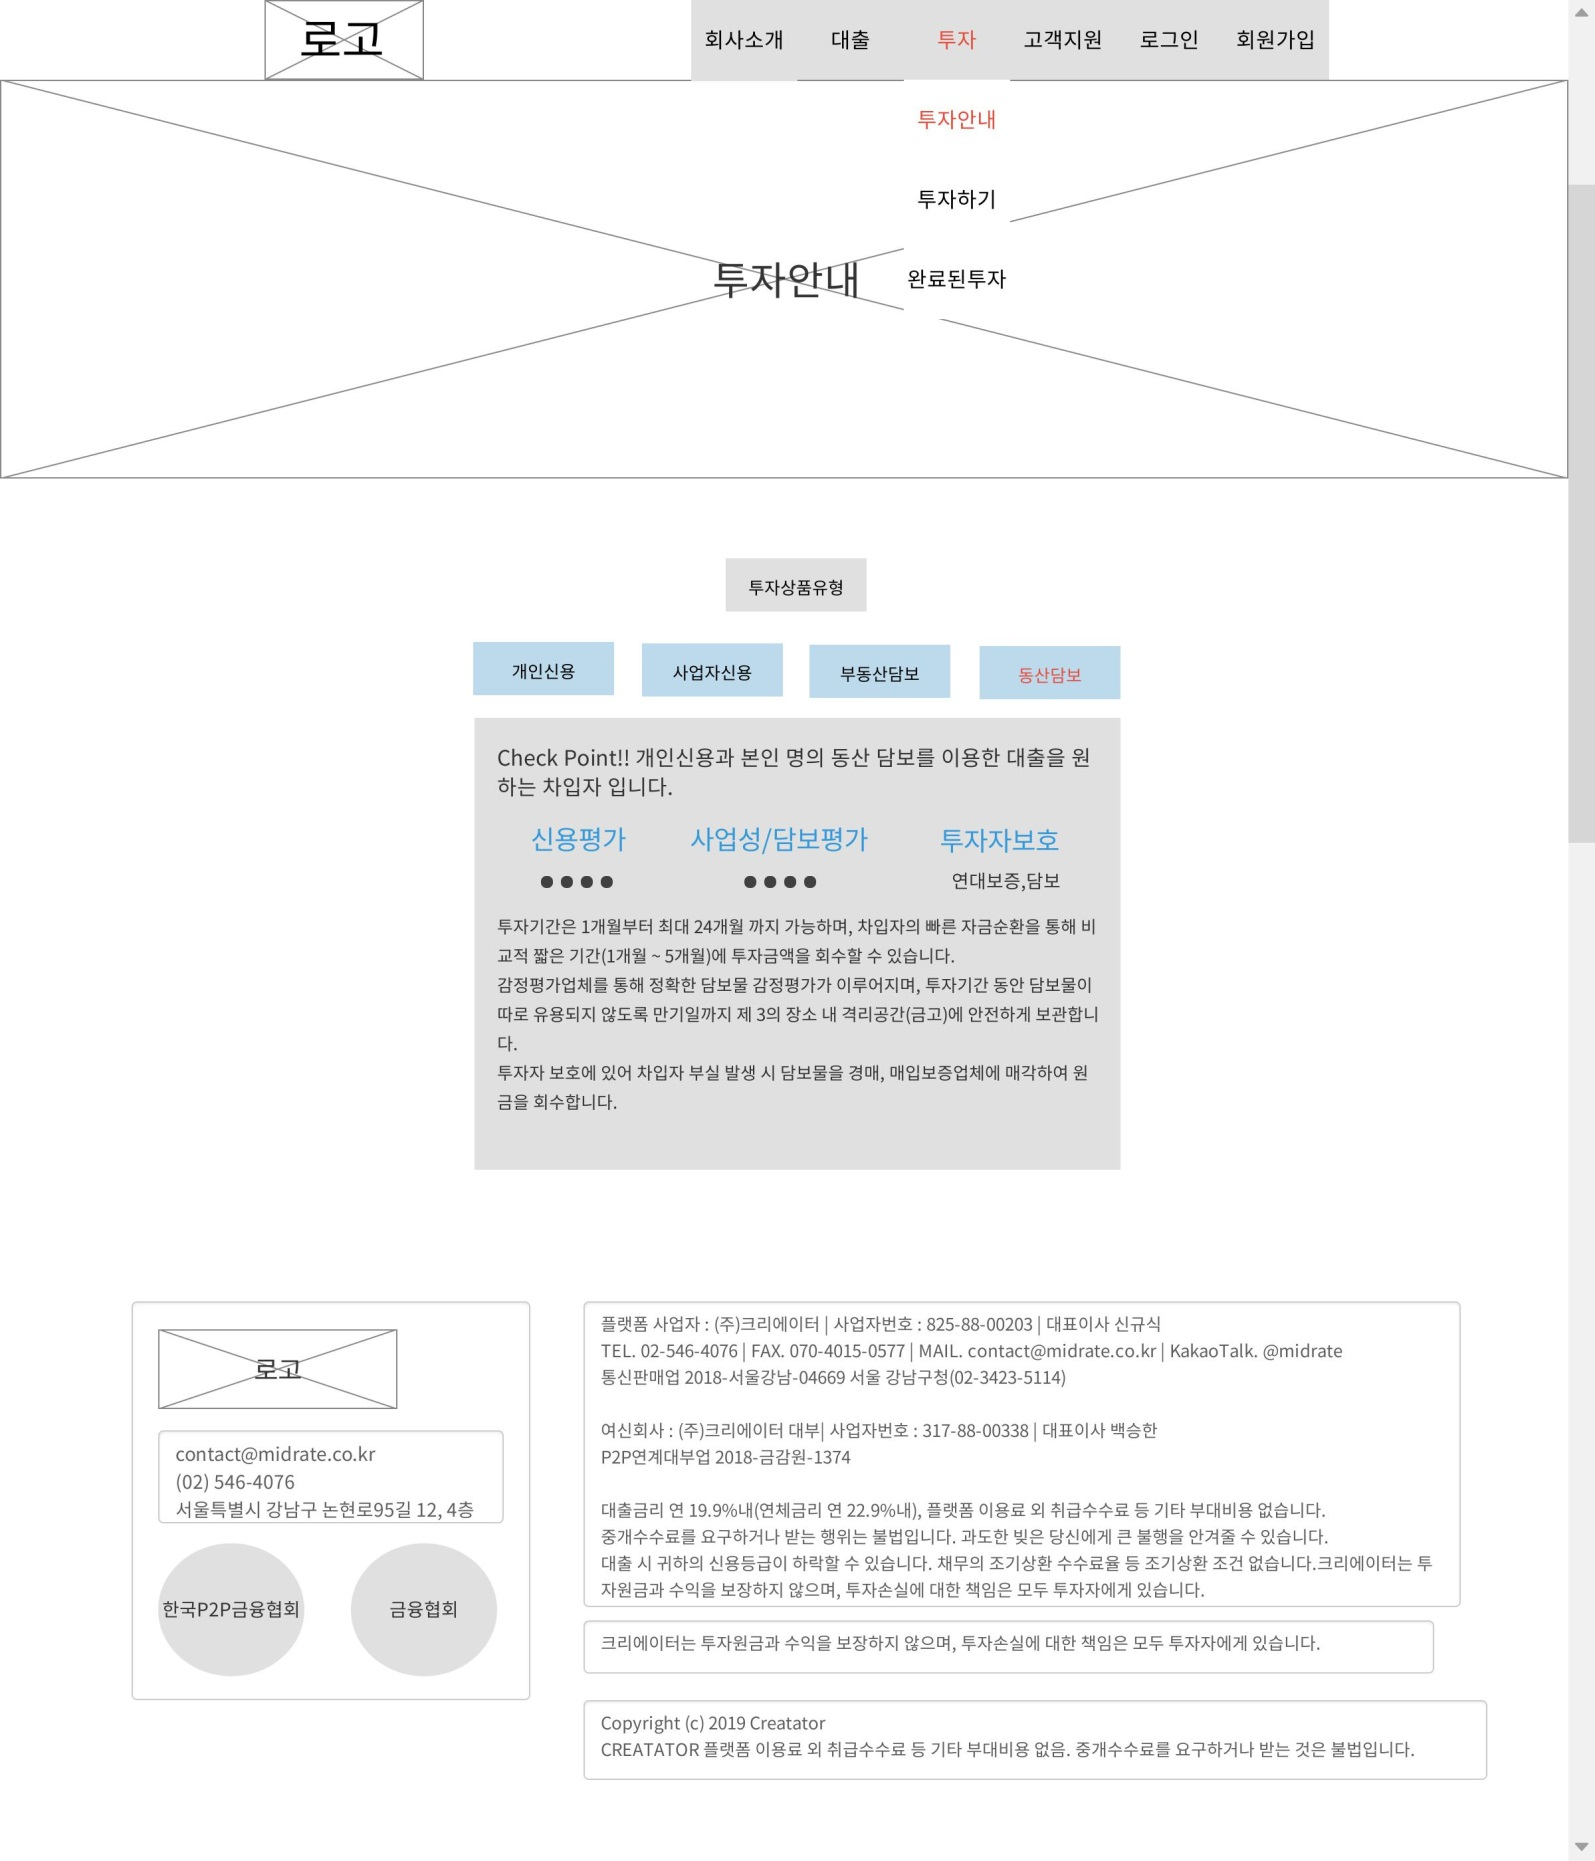 로고
회사소개 대출 투자 고객지원 로그인 회원가입
투자안내
투자하기
완료된투자
투자안내
투자상품유형
개인신용 사업자신용 부동산담보 동산담보
Check Point!! 개인신용과 본인 명의 동산 담보를 이용한 대출을 원
하는 차입자 입니다.
신용평가 사업성/담보평가 투자자보호
연대보증,담보
투자기간은 1개월부터 최대 24개월 까지 가능하며, 차입자의 빠른 자금순환을 통해 비
교적 짧은 기간(1개월 ~ 5개월)에 투자금액을 회수할 수 있습니다.
감정평가업체를 통해 정확한 담보물 감정평가가 이루어지며, 투자기간 동안 담보물이
따로 유용되지 않도록 만기일까지 제 3의 장소 내 격리공간(금고)에 안전하게 보관합니
다.
투자자 보호에 있어 차입자 부실 발생 시 담보물을 경매, 매입보증업체에 매각하여 원
금을 회수합니다.
로고
contact@midrate.co.kr
(02) 546-4076
서울특별시 강남구 논현로95길 12, 4층
한국P2P금융협회 금융협회
플랫폼 사업자 : (주)크리에이터 | 사업자번호 : 825-88-00203 | 대표이사 신규식
TEL. 02-546-4076 | FAX. 070-4015-0577 | MAIL. contact@midrate.co.kr | KakaoTalk. @midrate
통신판매업 2018-서울강남-04669 서울 강남구청(02-3423-5114)
여신회사 : (주)크리에이터 대부| 사업자번호 : 317-88-00338 | 대표이사 백승한
P2P연계대부업 2018-금감원-1374
대출금리 연 19.9%내(연체금리 연 22.9%내), 플랫폼 이용료 외 취급수수료 등 기타 부대비용 없습니다.
중개수수료를 요구하거나 받는 행위는 불법입니다. 과도한 빚은 당신에게 큰 불행을 안겨줄 수 있습니다.
대출 시 귀하의 신용등급이 하락할 수 있습니다. 채무의 조기상환 수수료율 등 조기상환 조건 없습니다.크리에이터는 투
자원금과 수익을 보장하지 않으며, 투자손실에 대한 책임은 모두 투자자에게 있습니다.
크리에이터는 투자원금과 수익을 보장하지 않으며, 투자손실에 대한 책임은 모두 투자자에게 있습니다.
Copyright (c) 2019 Creatator
CREATATOR 플랫폼 이용료 외 취급수수료 등 기타 부대비용 없음. 중개수수료를 요구하거나 받는 것은 불법입니다.